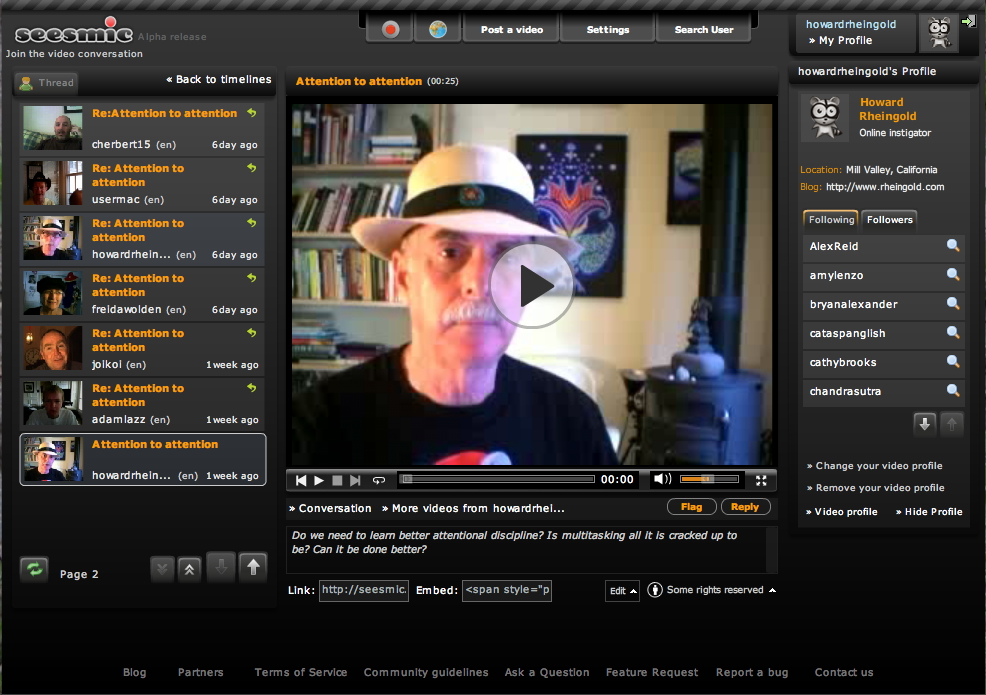 seesmic Alpha release
Join the video conversation
Post a video
Settings
Search User
howardrheingold
» My Profile
Thread
« Back to timelines
Re:Attention to attention
cherbert15 (en) 6day ago
Re: Attention to
attention
usermac (en) 6day ago
Re: Attention to
attention
howardrhein... (en) 6day ago
Re: Attention to
attention
freidawolden (en) 6day ago
Re: Attention to
attention
joikoi (en) 1week ago
Re: Attention to
attention
adamlazz (en) 1week ago
Attention to attention
howardrhein... (en) 1week ago
Page 2
Attention to attention (00:25)
00:00
» Conversation » More videos from howardrhei...
Flag
Reply
Do we need to learn better attentional discipline? Is multitasking all it is cracked up to
be? Can it be done better?
Link: http://seesmic. Embed: <span style="p
Edit
Some rights reserved
howardrheingold's Profile
Howard
Rheingold
Online instigator
Location: Mill Valley, California
Blog: http://www.rheingold.com
Following
Followers
AlexReid
amylenzo
bryanalexander
cataspanglish
cathybrooks
chandrasutra
» Change your video profile
» Remove your video profile
» Video profile » Hide Profile
Blog Partners Terms of Service Community guidelines Ask a Question Feature Request Report a bug Contact us